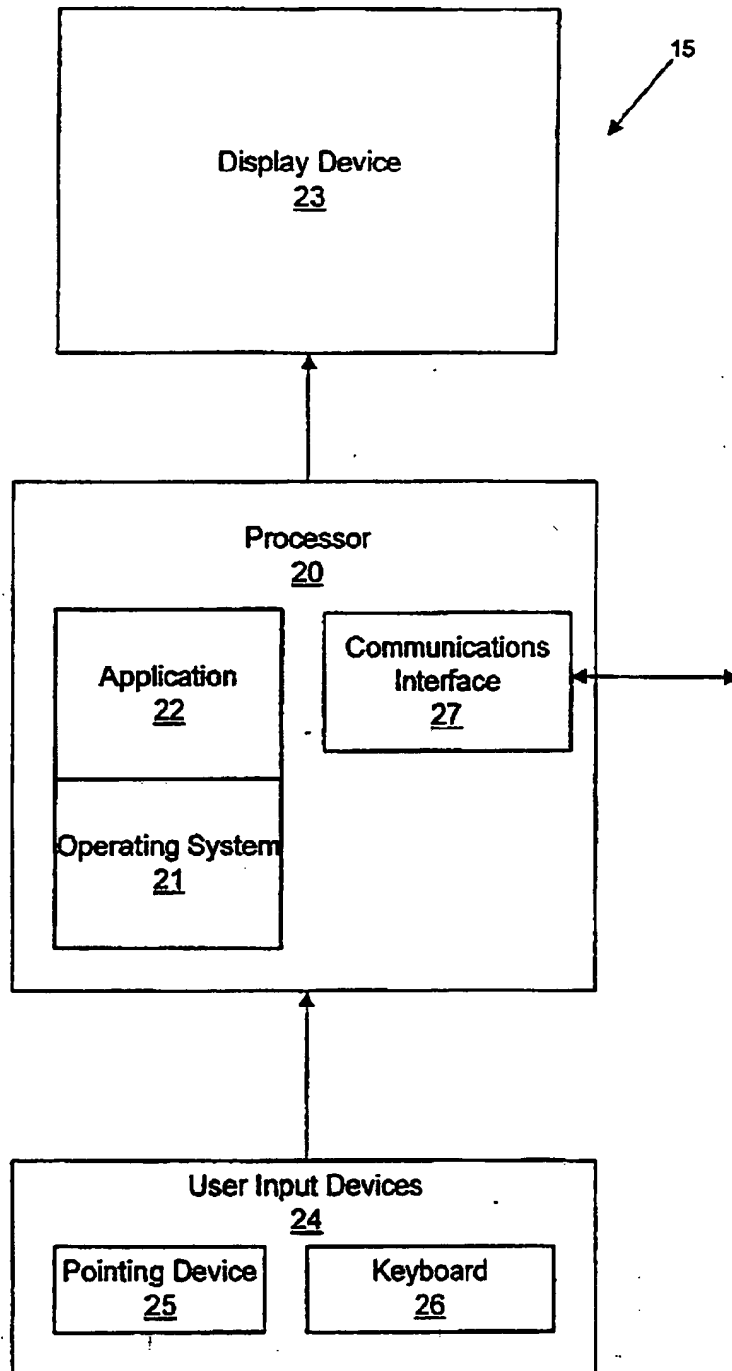 15
Display Device
23
Processor
20
Application
22
Communications
Interface
27
Operating System
21
User Input Devices
24
Pointing Device
25
Keyboard
26